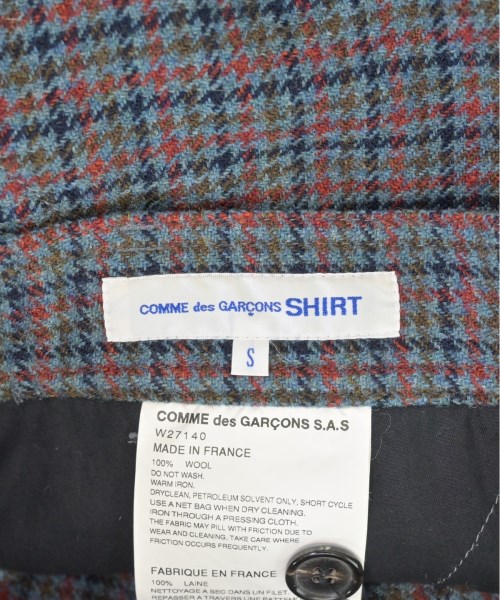 COMME des GARÇONS SHIRT
S
COMME des GARÇONS S.A.S
W27140
MADE IN FRANCE
100% WOOL
DO NOT WASH.
WARM IRON.
DRYCLEAN, PETROLEUM SOLVENT ONLY, SHORT CYCLE
USE A NET BAG WHEN DRY CLEANING.
IRON THROUGH A PRESSING CLOTH.
THE FABRIC MAY PILL WITH FRICTION DUE TO
WEAR AND CLEANING. TAKE CARE WHERE
FRICTION OCCURS FREQUENTLY.
FABRIQUE EN FRANCE
100% LAINE
NETTOYAGE A SEC DANS UN FILET.
REPASSER A TRAVERS